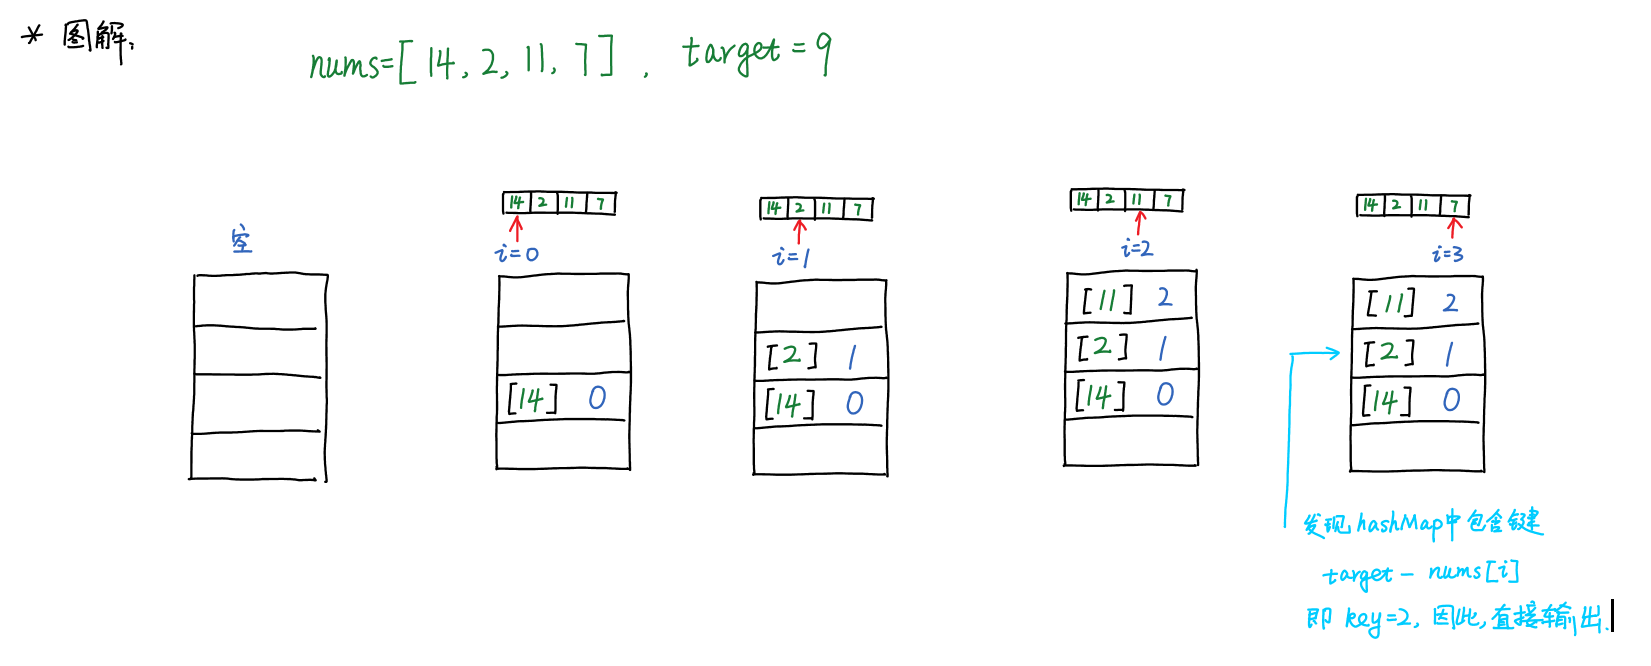 * 图解:
nums=[14, 2, 11, 7], target=9
14 2 11 7
14 2 11 7
14 2 11 7
14 2 11 7
空
i=0
i=1
i=2
i=3
[11] 2
[11] 2
[2] 1
[2] 1
[2] 1
[14] 0
[14] 0
[14] 0
[14] 0
发现hashMap中包含键
target - nums[i]
即 key=2, 因此,直接输出.